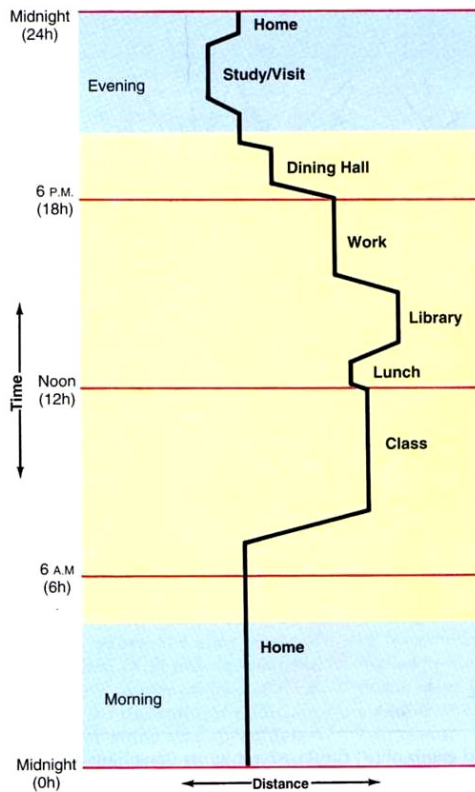 Midnight
(24h)
Home
Study/Visit
Evening
Dining Hall
6 P.M.
(18h)
Work
Library
Time
Lunch
Noon
(12h)
Class
6 A.M
(6h)
Home
Morning
Midnight
(0h)
Distance